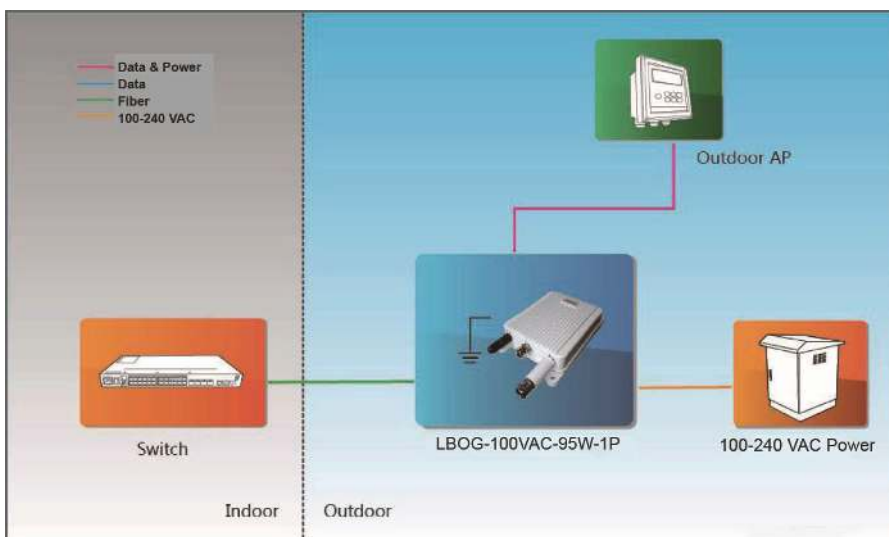 Data & Power
Data
Fiber
100-240 VAC
Outdoor AP
Switch
LBOG-100VAC-95W-1P
100-240 VAC Power
Indoor
Outdoor